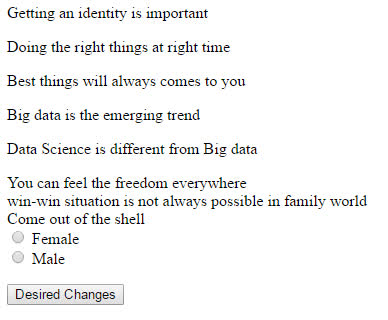 Getting an identity is important
Doing the right things at right time
Best things will always comes to you
Big data is the emerging trend
Data Science is different from Big data
You can feel the freedom everywhere
win-win situation is not always possible in family world
Come out of the shell
Female
Male
Desired Changes